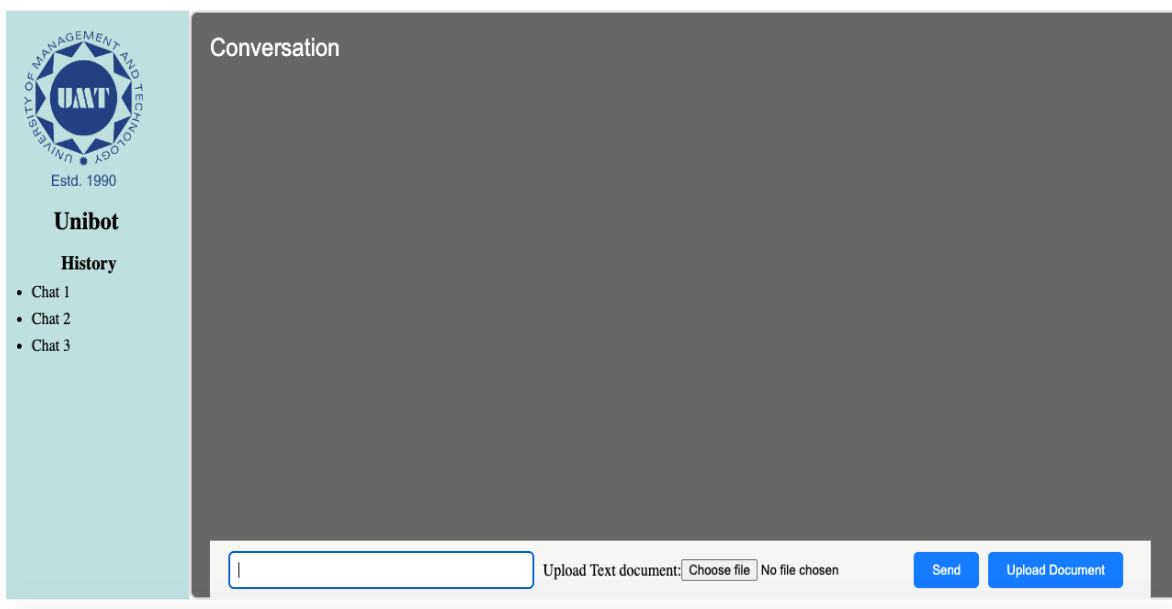 UNIVERSITY OF MANAGEMENT AND TECHNOLOGY
UMT
Estd. 1990
Unibot
History
Chat 1
Chat 2
Chat 3
Conversation
Upload Text document: Choose file No file chosen Send Upload Document